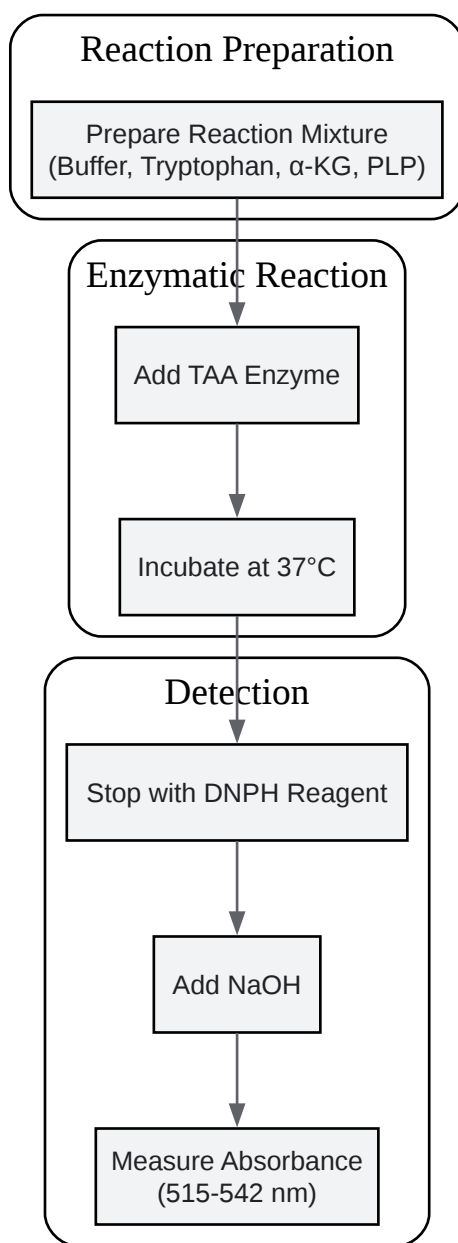 Reaction Preparation
Prepare Reaction Mixture
(Buffer, Tryptophan, α-KG, PLP)
Enzymatic Reaction
Add TAA Enzyme
Incubate at 37°C
Detection
Stop with DNPH Reagent
Add NaOH
Measure Absorbance
(515-542 nm)